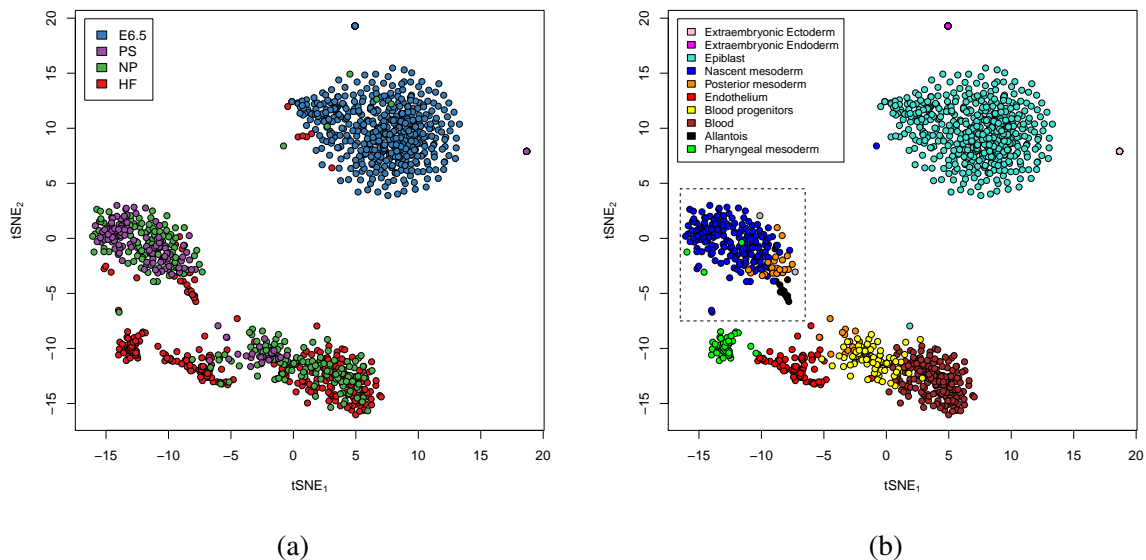 E6.5
PS
NP
HF
20
15
10
5
0
−5
−10
−15
tSNE2
−15
−10
−5
0
5
10
15
20
tSNE1
(a)
Extraembryonic Ectoderm
Extraembryonic Endoderm
Epiblast
Nascent mesoderm
Posterior mesoderm
Endothelium
Blood progenitors
Blood
Allantois
Pharyngeal mesoderm
20
15
10
5
0
−5
−10
−15
tSNE2
−15
−10
−5
0
5
10
15
20
tSNE1
(b)